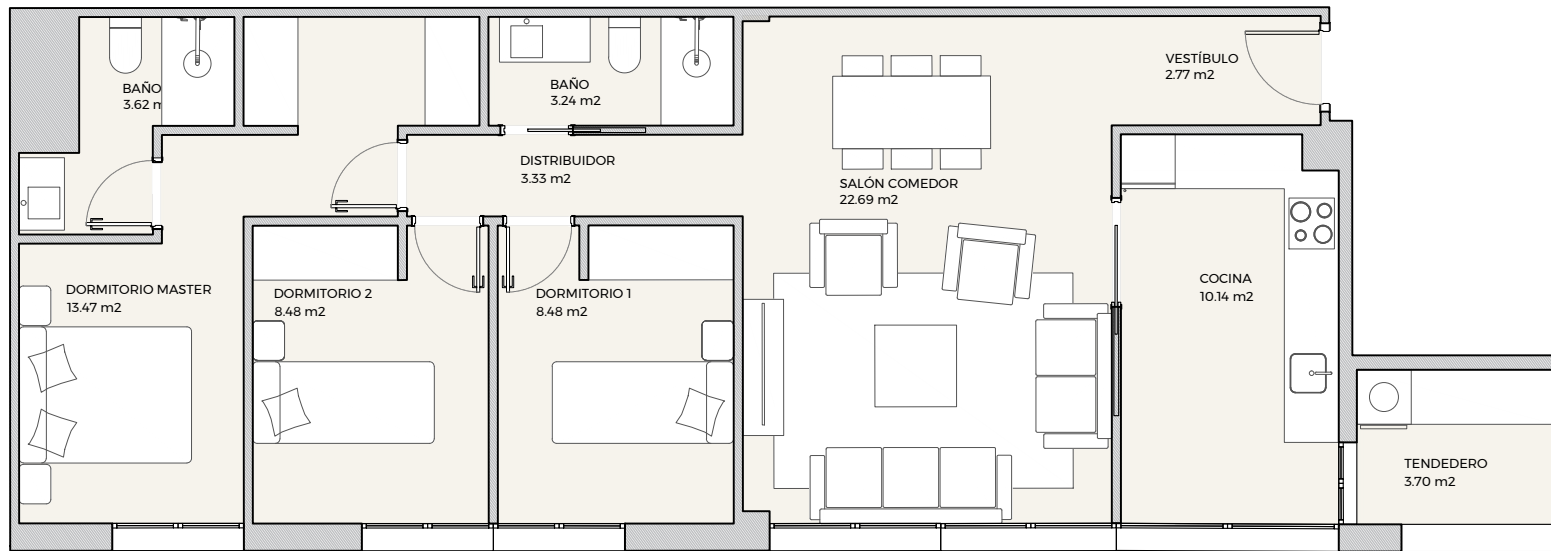 BAÑO
3.62 m
BAÑO
3.24 m2
VESTÍBULO
2.77 m2
DISTRIBUIDOR
3.33 m2
SALÓN COMEDOR
22.69 m2
DORMITORIO MASTER
13.47 m2
DORMITORIO 2
8.48 m2
DORMITORIO 1
8.48 m2
COCINA
10.14 m2
TENDEDERO
3.70 m2